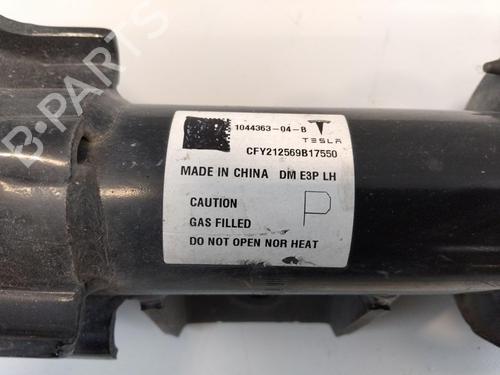 1044363-04-B
TESLA
CFY212569B17550
MADE IN CHINA DM E3P LH
CAUTION
P
GAS FILLED
DO NOT OPEN NOR HEAT
B-PARTS